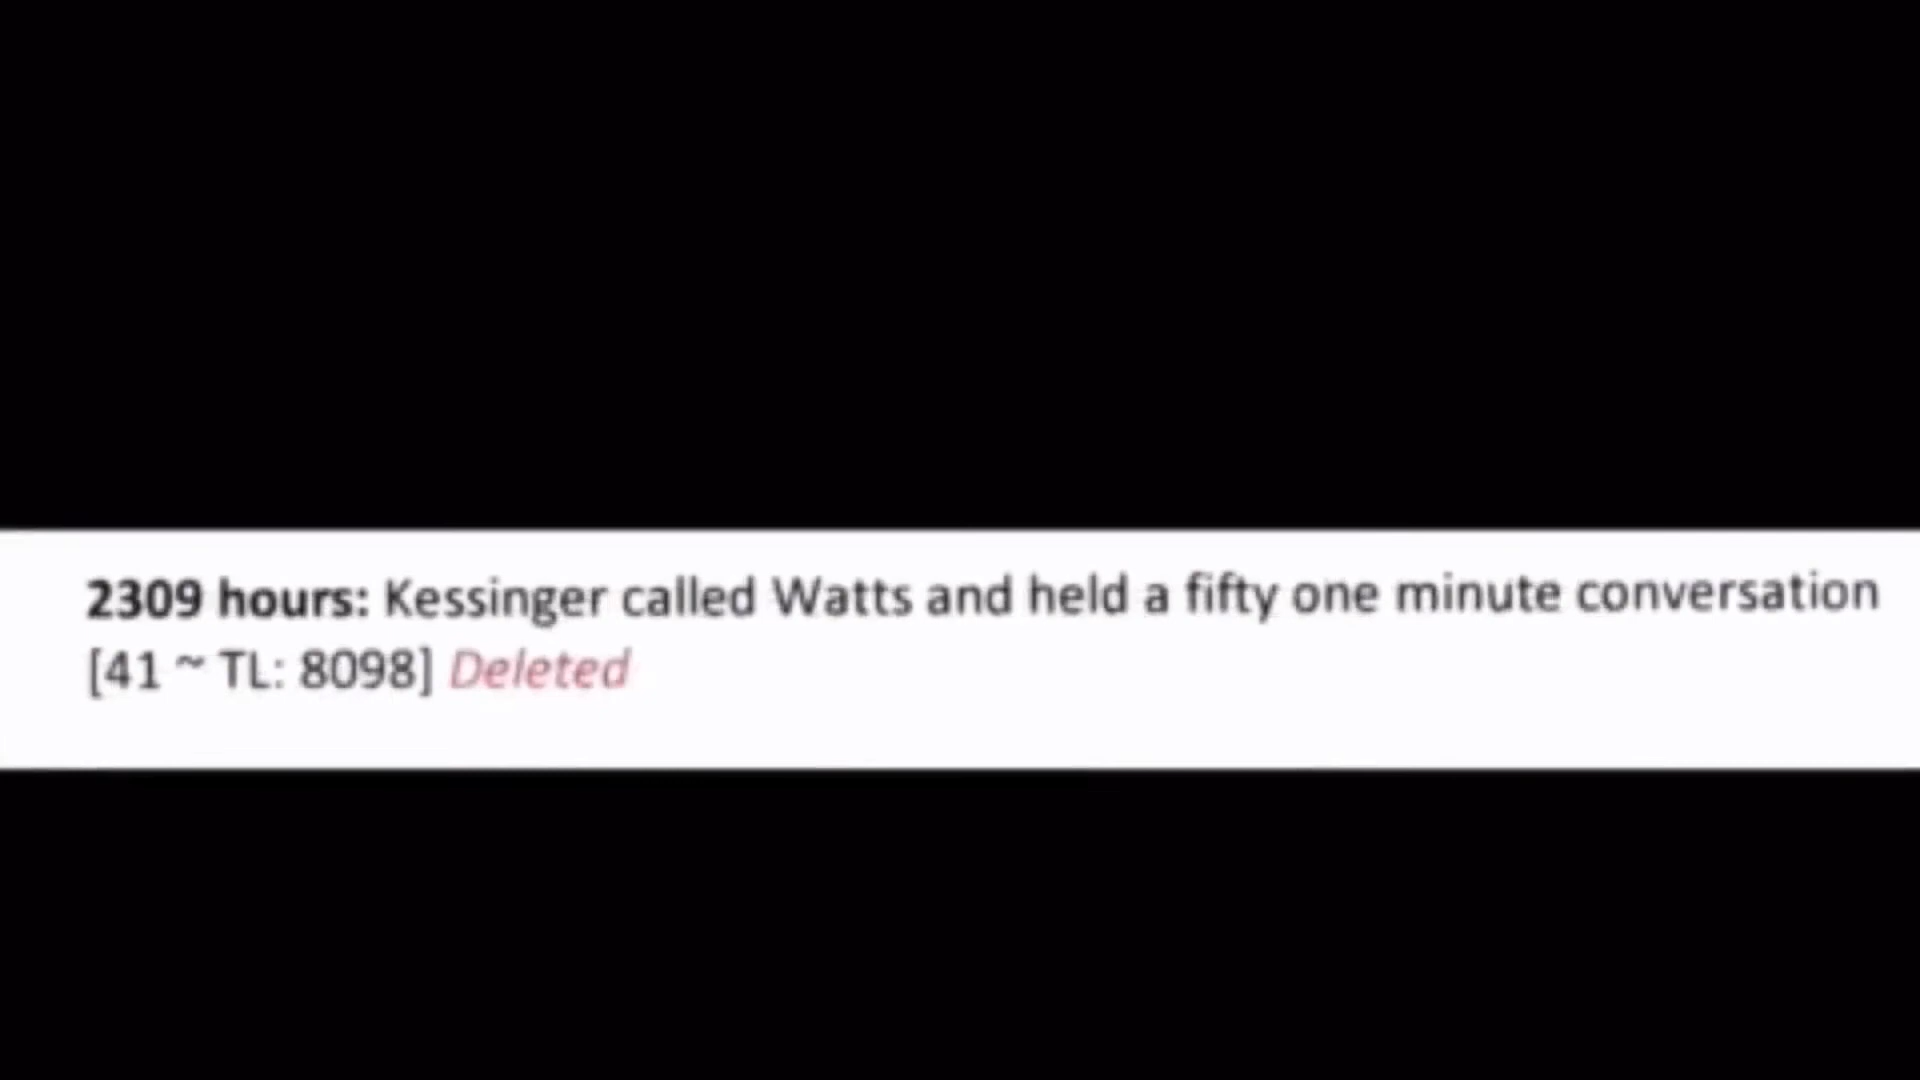 2309 hours: Kessinger called Watts and held a fifty one minute conversation
[41 ~ TL: 8098] Deleted